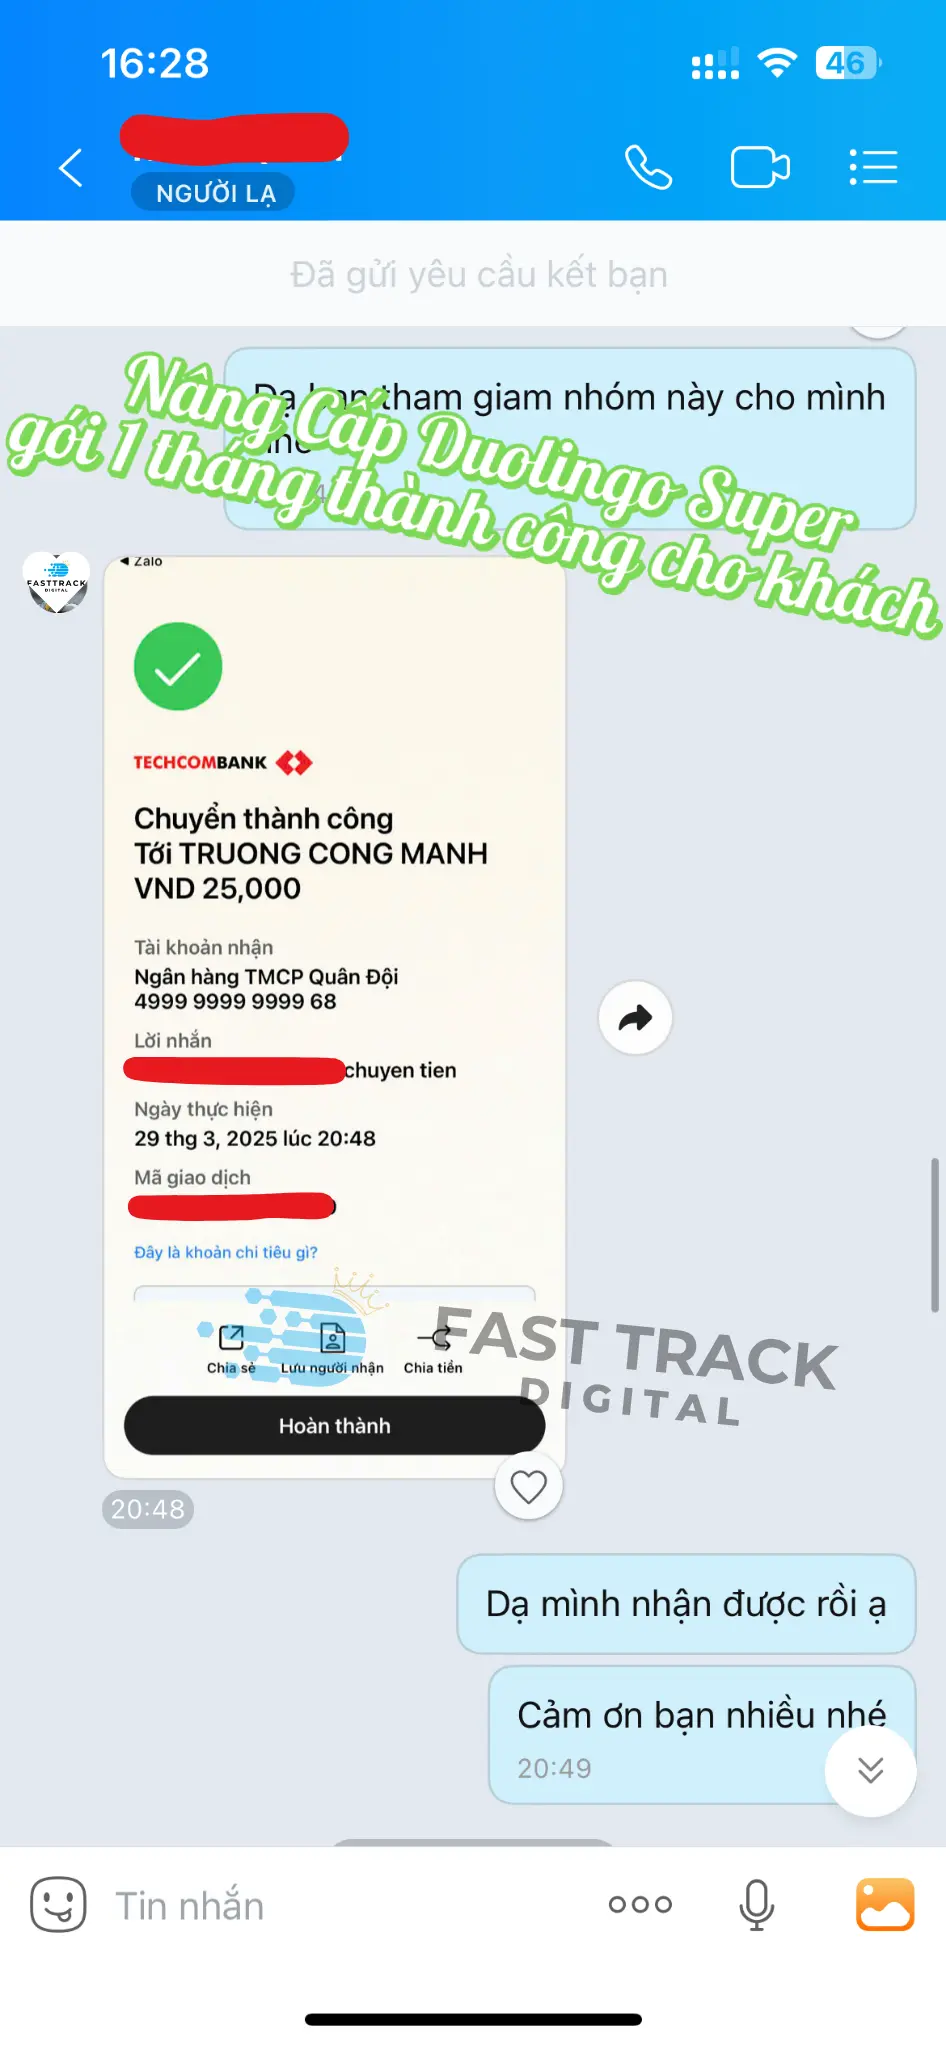 16:28
46
NGƯỜI LẠ
Đã gửi yêu cầu kết bạn
Dạ bạn tham giam nhóm này cho mình
nhé
Nâng Cấp Duolingo Super
gói 1 tháng thành công cho khách
FASTTRACK
DIGITAL
◀ Zalo
TECHCOMBANK
Chuyển thành công
Tới TRUONG CONG MANH
VND 25,000
Tài khoản nhận
Ngân hàng TMCP Quân Đội
4999 9999 9999 68
Lời nhắn
chuyen tien
Ngày thực hiện
29 thg 3, 2025 lúc 20:48
Mã giao dịch
Đây là khoản chi tiêu gì?
Chia sẻ Lưu người nhận Chia tiền
FAST TRACK
DIGITAL
Hoàn thành
20:48
Dạ mình nhận được rồi ạ
Cảm ơn bạn nhiều nhé
20:49
Tin nhắn